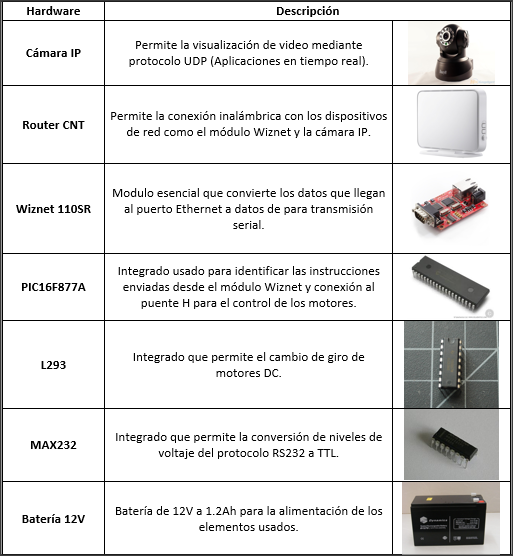 Hardware Descripción
Cámara IP
Permite la visualización de video mediante
protocolo UDP (Aplicaciones en tiempo real).
Router CNT
Permite la conexión inalámbrica con los dispositivos
de red como el módulo Wiznet y la cámara IP.
Wiznet 110SR
Modulo esencial que convierte los datos que llegan
al puerto Ethernet a datos de para transmisión
serial.
PIC16F877A
Integrado usado para identificar las instrucciones
enviadas desde el módulo Wiznet y conexión al
puente H para el control de los motores.
L293
Integrado que permite el cambio de giro de
motores DC.
MAX232
Integrado que permite la conversión de niveles de
voltaje del protocolo RS232 a TTL.
Batería 12V
Batería de 12V a 1.2Ah para la alimentación de los
elementos usados.